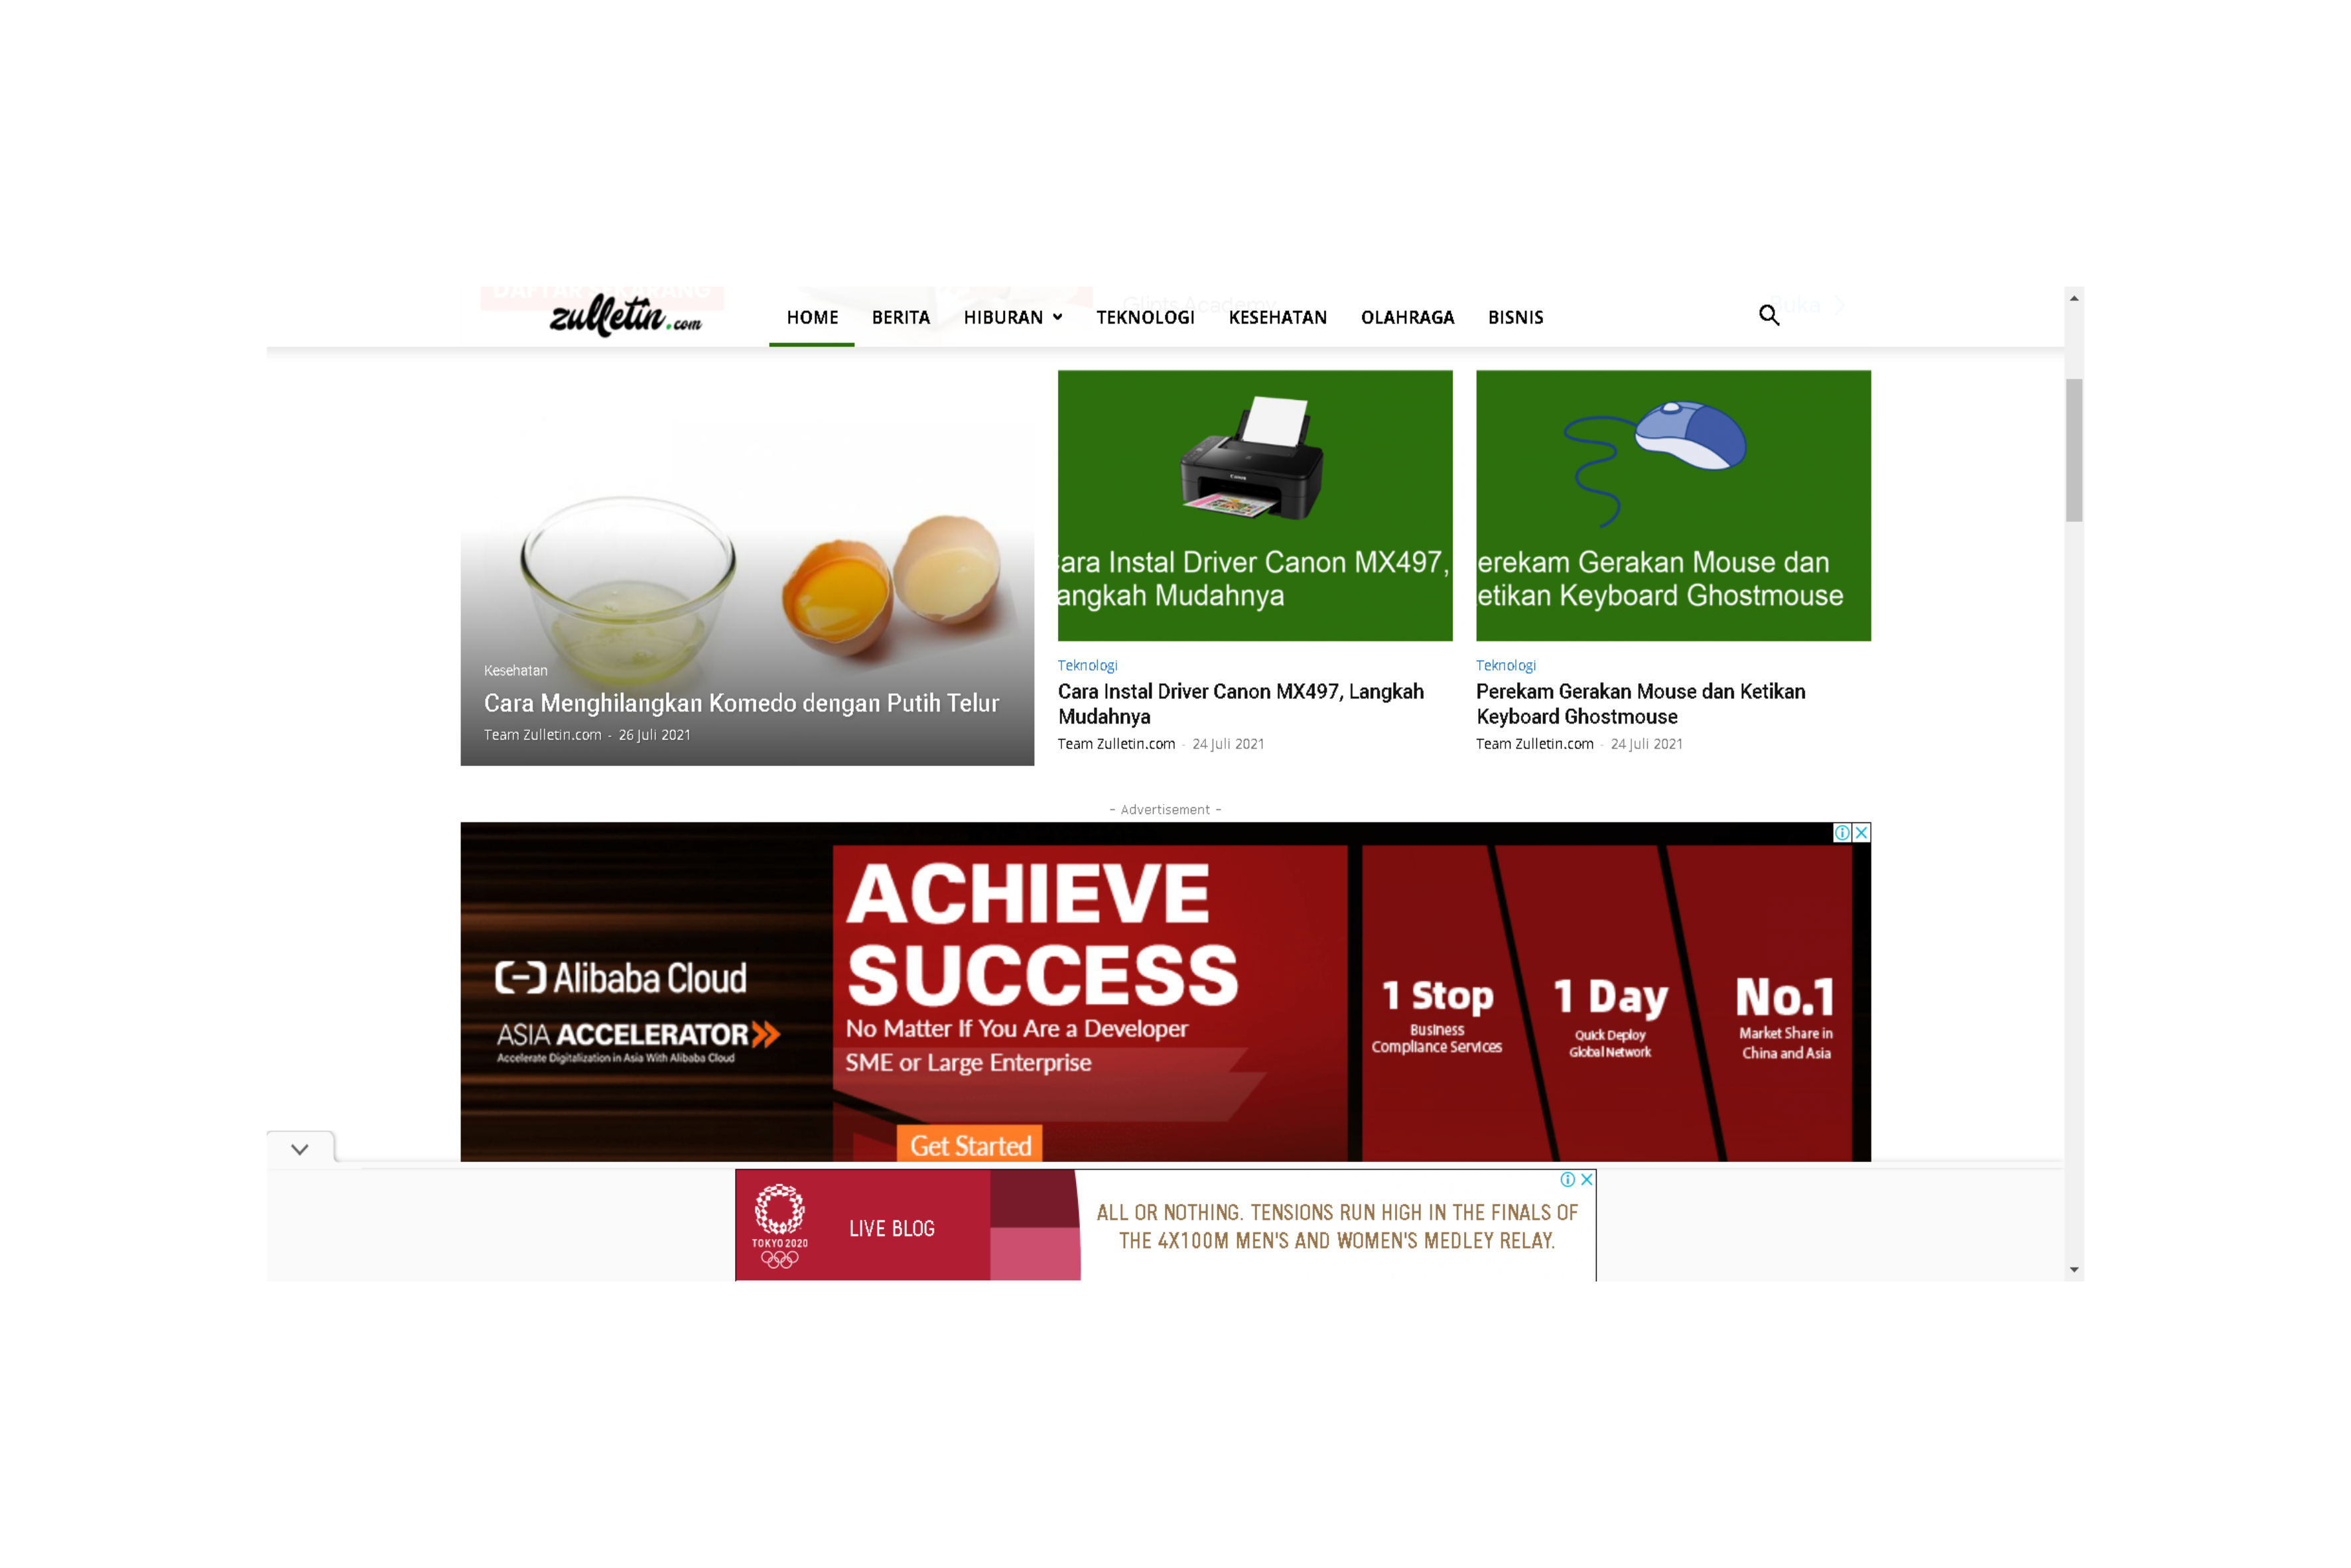 DAFTAR SEKARANG
Glints Academy
Buka
zulletin.com
HOME BERITA HIBURAN TEKNOLOGI KESEHATAN OLAHRAGA BISNIS
Kesehatan
Cara Menghilangkan Komedo dengan Putih Telur
Team Zulletin.com - 26 Juli 2021
Canon
ara Instal Driver Canon MX497,
angkah Mudahnya
Teknologi
Cara Instal Driver Canon MX497, Langkah
Mudahnya
Team Zulletin.com - 24 Juli 2021
erekam Gerakan Mouse dan
etikan Keyboard Ghostmouse
Teknologi
Perekam Gerakan Mouse dan Ketikan
Keyboard Ghostmouse
Team Zulletin.com - 24 Juli 2021
- Advertisement -
Alibaba Cloud
ASIA ACCELERATOR
Accelerate Digitalization in Asia With Alibaba Cloud
ACHIEVE
SUCCESS
No Matter If You Are a Developer
SME or Large Enterprise
Get Started
1 Stop
Business
Compliance Services
1 Day
Quick Deploy
Global Network
No.1
Market Share in
China and Asia
TOKYO 2020
LIVE BLOG
ALL OR NOTHING. TENSIONS RUN HIGH IN THE FINALS OF
THE 4X100M MEN'S AND WOMEN'S MEDLEY RELAY.